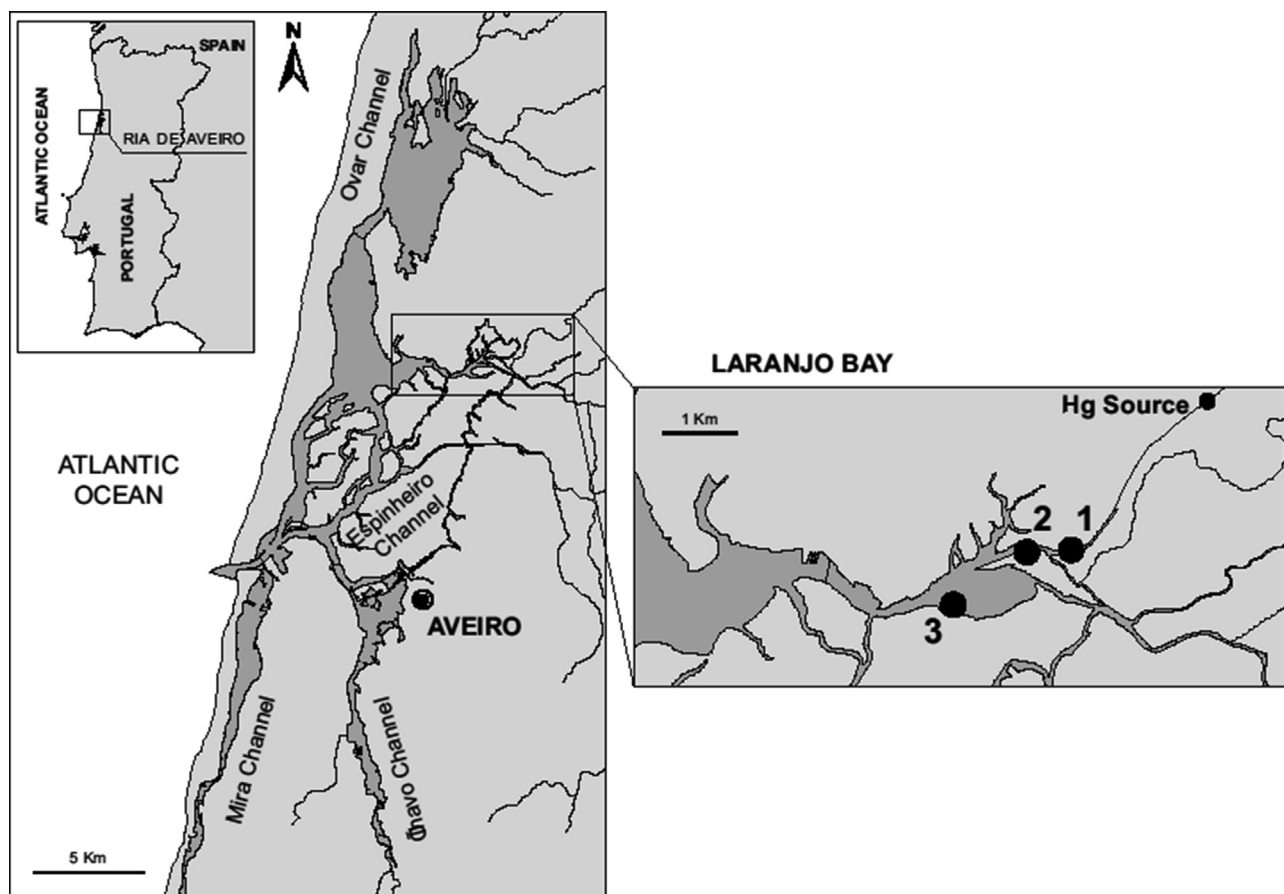 SPAIN
ATLANTIC OCEAN
RIA DE AVEIRO
PORTUGAL
N
Ovar Channel
ATLANTIC
OCEAN
Espinheiro
Channel
AVEIRO
Mira Channel
Ílhavo Channel
5 Km
LARANJO BAY
1 Km
Hg Source
2
1
3